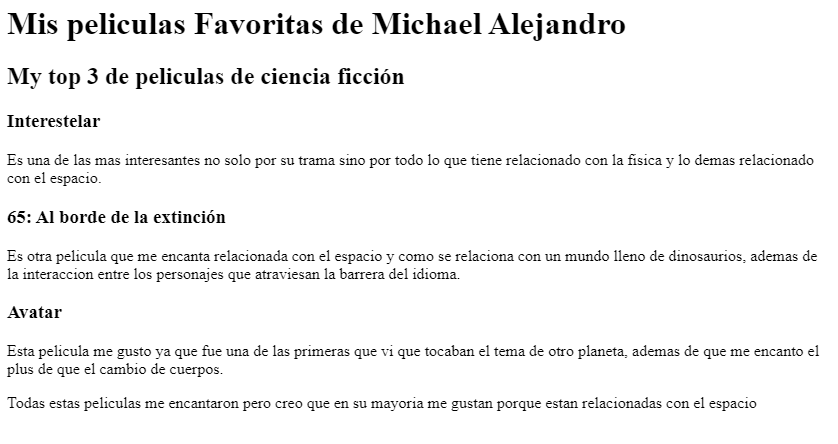 Mis peliculas Favoritas de Michael Alejandro
My top 3 de peliculas de ciencia ficción
Interestelar
Es una de las mas interesantes no solo por su trama sino por todo lo que tiene relacionado con la fisica y lo demas relacionado
con el espacio.
65: Al borde de la extinción
Es otra pelicula que me encanta relacionada con el espacio y como se relaciona con un mundo lleno de dinosaurios, ademas de
la interaccion entre los personajes que atraviesan la barrera del idioma.
Avatar
Esta pelicula me gusto ya que fue una de las primeras que vi que tocaban el tema de otro planeta, ademas de que me encanto el
plus de que el cambio de cuerpos.
Todas estas peliculas me encantaron pero creo que en su mayoria me gustan porque estan relacionadas con el espacio